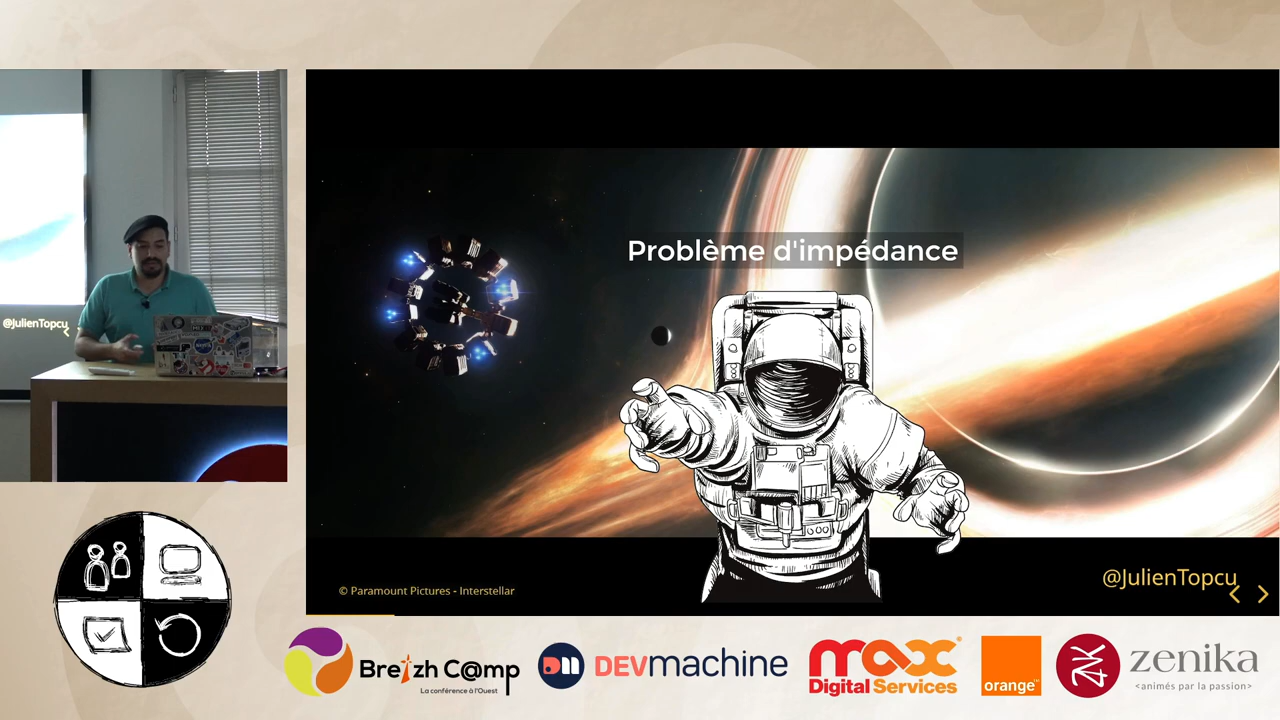 Problème d'impédance
@JulienTopcu
© Paramount Pictures - Interstellar
@JulienTopcu
Breizh C@mp
La conférence à l'Ouest
DEVmachine
max
Digital Services
orange
zenika
<animés par la passion>